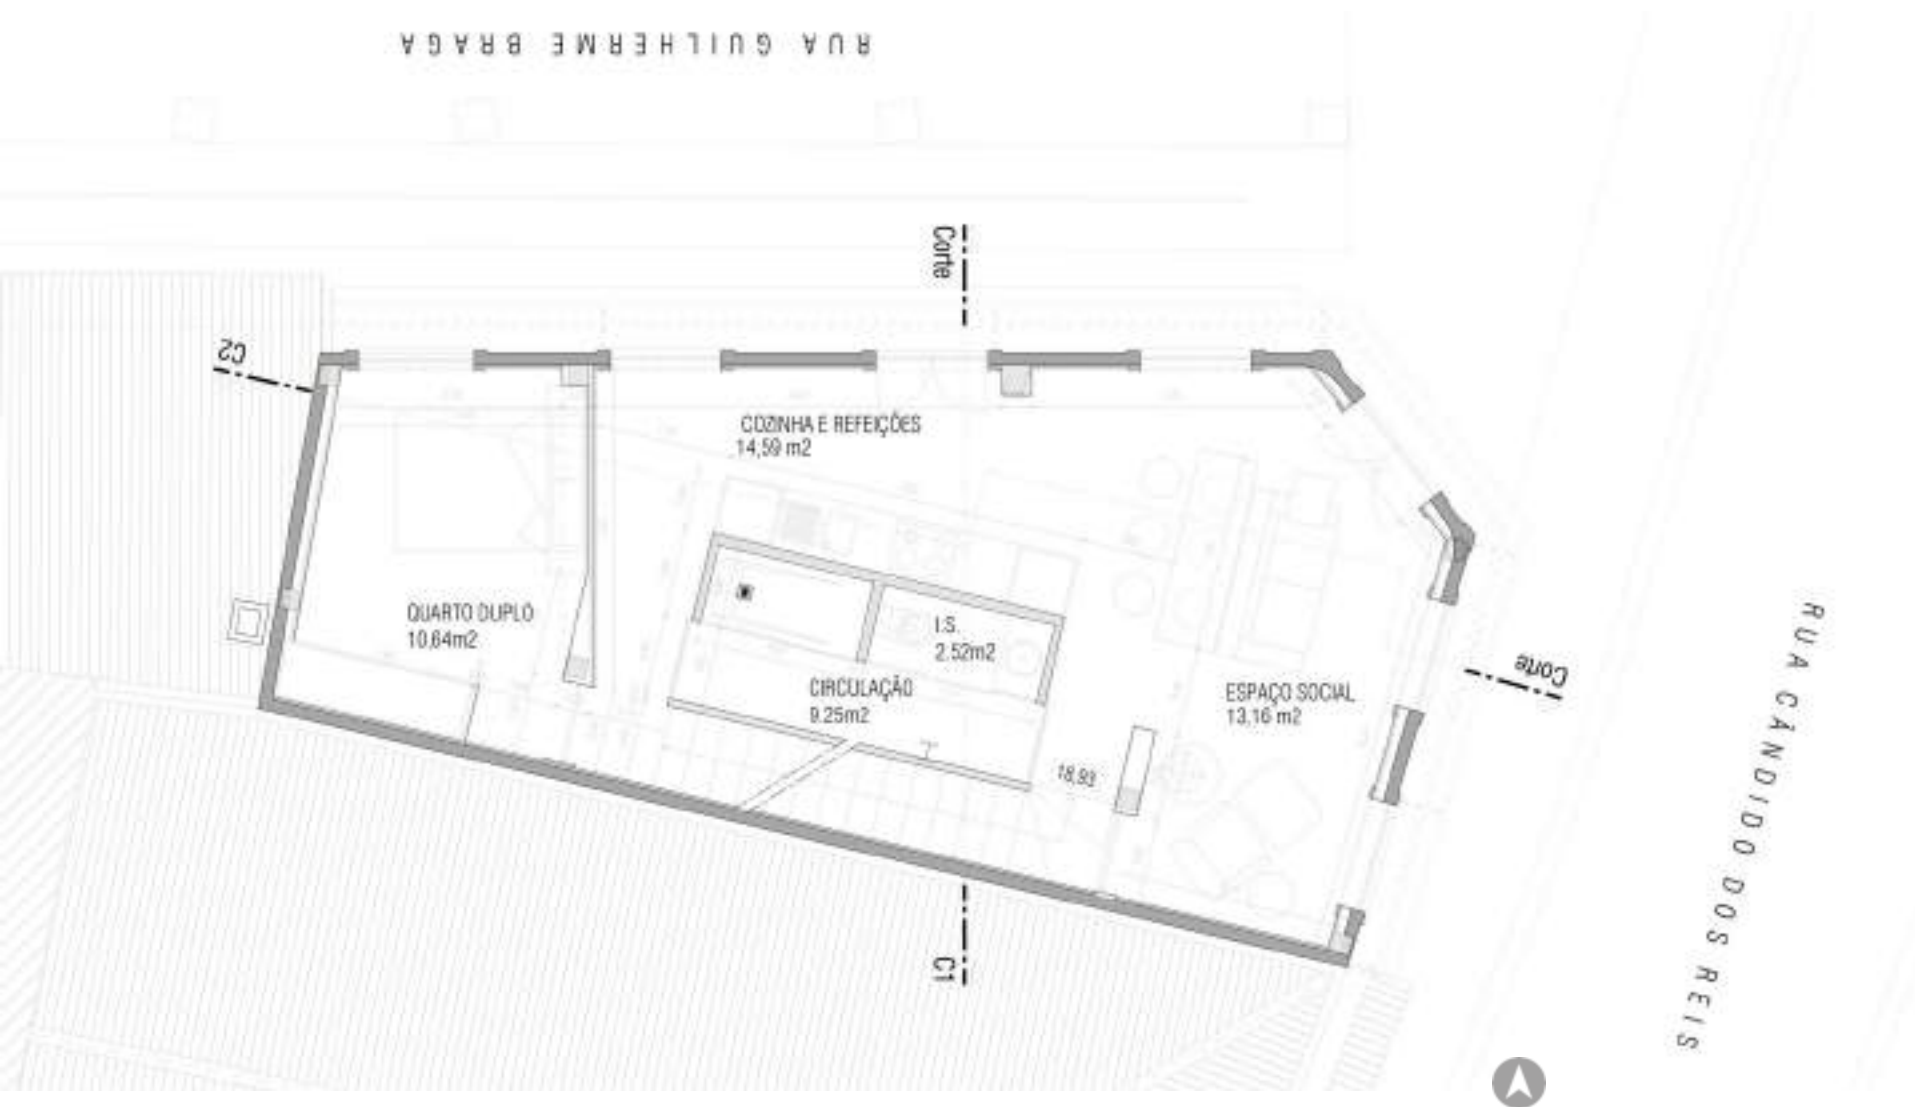 RUA GUILHERME BRAGA
Corte
C2
COZINHA E REFEIÇÕES
14,59 m2
QUARTO DUPLO
10,64m2
I.S.
2.52m2
CIRCULAÇÃO
9.25m2
ESPAÇO SOCIAL
13,16 m2
18,93
Corte
C1
RUA CÂNDIDO DOS REIS